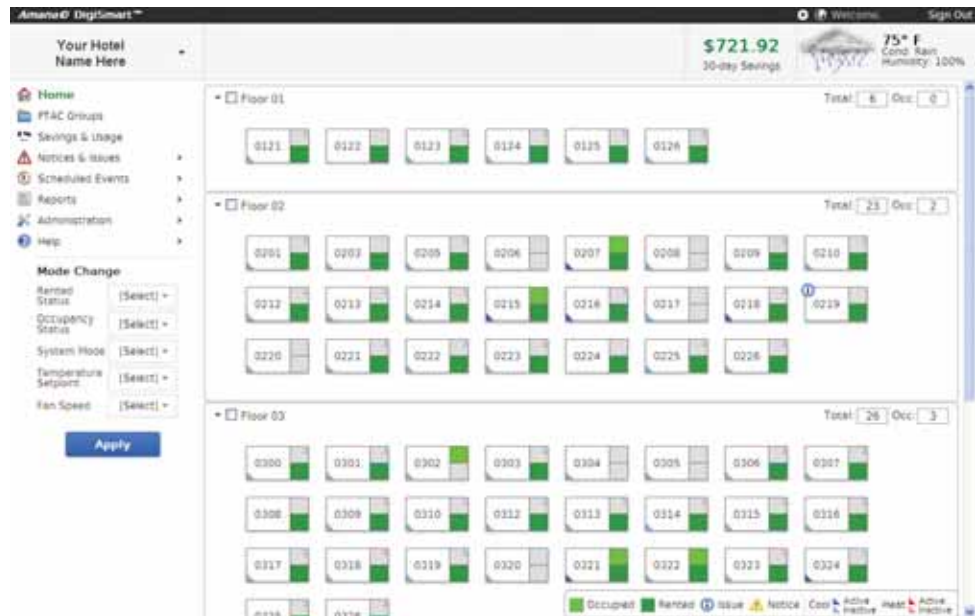 Amana® DigiSmart™
Welcome, Sign Out
Your Hotel
Name Here
$721.92
30-day Savings
75° F
Cond: Rain
Humidity: 100%
Home
PTAC Groups
Savings & Usage
Notices & Issues
Scheduled Events
Reports
Administration
Help
Mode Change
Rented
Status
(Select)
Occupancy
Status
(Select)
System Mode (Select)
Temperature
Setpoint
(Select)
Fan Speed (Select)
Apply
Floor 01 Total: 6 Occ: 0
0121 0122 0123 0124 0125 0126
Floor 02 Total: 23 Occ: 2
0201 0203 0205 0206 0207 0208 0209 0210
0212 0213 0214 0215 0216 0217 0218 0219
0220 0221 0222 0223 0224 0225 0226
Floor 03 Total: 26 Occ: 3
0300 0301 0302 0303 0304 0305 0306 0307
0308 0309 0310 0312 0313 0314 0315 0316
0317 0318 0319 0320 0321 0322 0323 0324
Occupied Rented Issue Notice Cool Active Inactive Heat Active Inactive